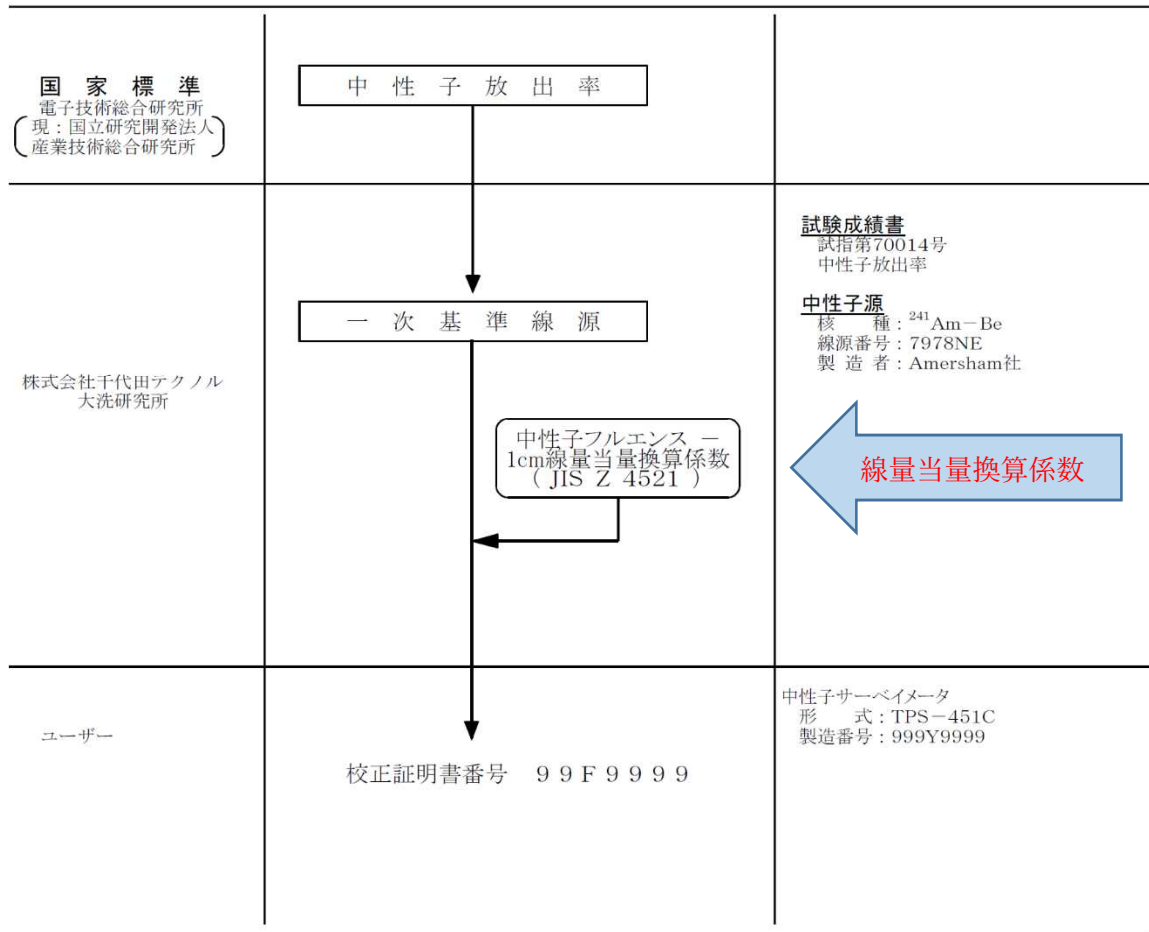 国家標準
電子技術総合研究所
(現:国立研究開発法人
産業技術総合研究所)
中性子放出率
株式会社千代田テクノル
大洗研究所
一次基準線源
中性子フルエンス −
1cm線量当量換算係数
( JIS Z 4521 )
試験成績書
試指第70014号
中性子放出率
中性子源
核 種:²⁴¹Am−Be
線源番号:7978NE
製 造 者:Amersham社
線量当量換算係数
ユーザー
校正証明書番号 99F9999
中性子サーベイメータ
形 式:TPS−451C
製造番号:999Y9999